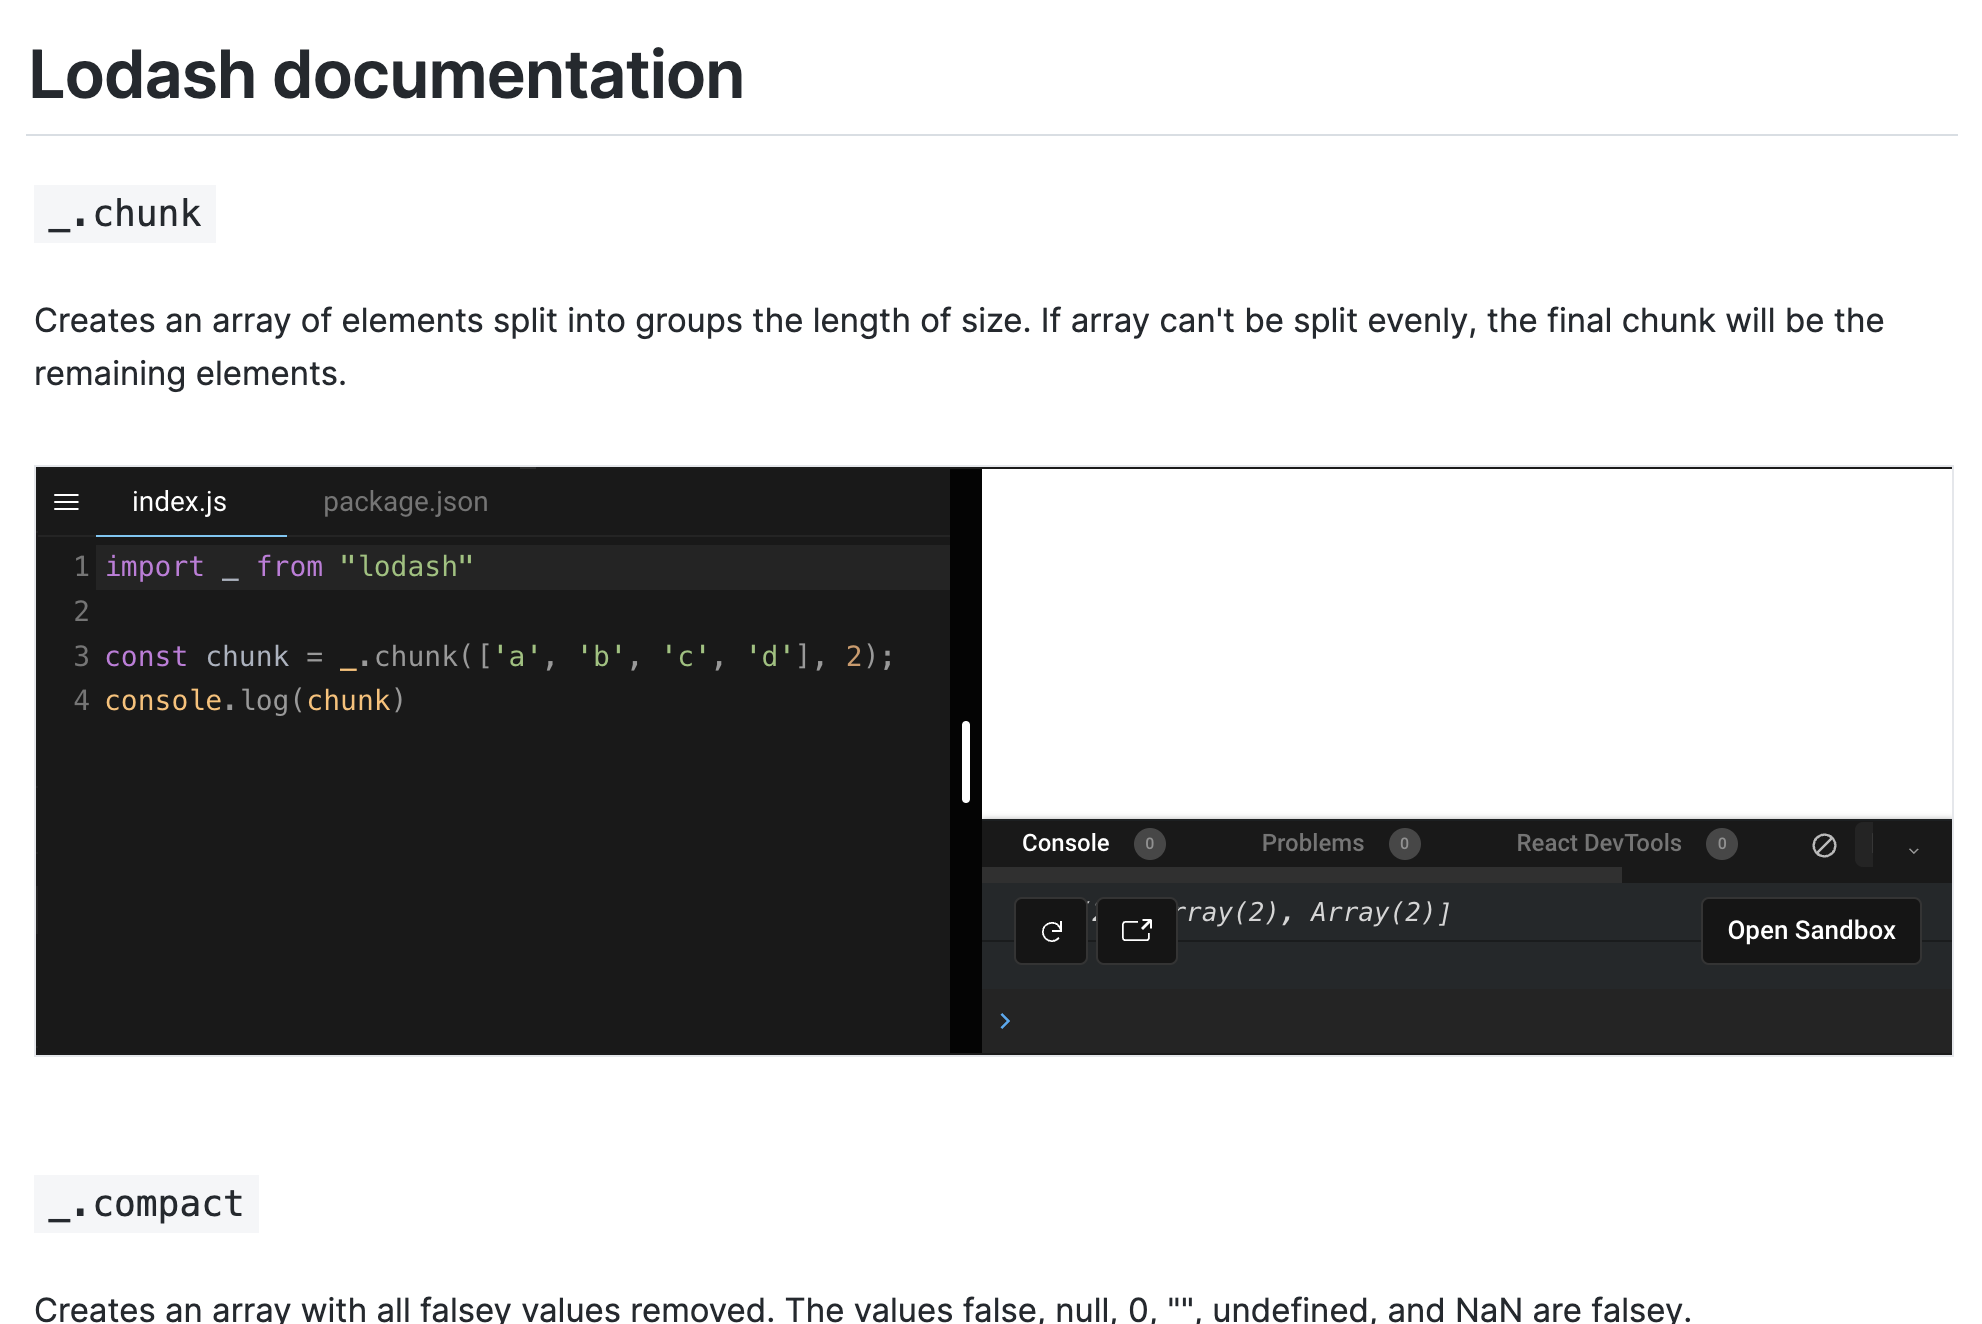 Lodash documentation
_.chunk
Creates an array of elements split into groups the length of size. If array can't be split evenly, the final chunk will be the
remaining elements.
index.js package.json
1 import _ from "lodash"
2
3 const chunk = _.chunk(['a', 'b', 'c', 'd'], 2);
4 console.log(chunk)
Console 0 Problems 0 React DevTools 0
rray(2), Array(2)]
Open Sandbox
_.compact
Creates an array with all falsey values removed. The values false, null, 0, "", undefined, and NaN are falsey.